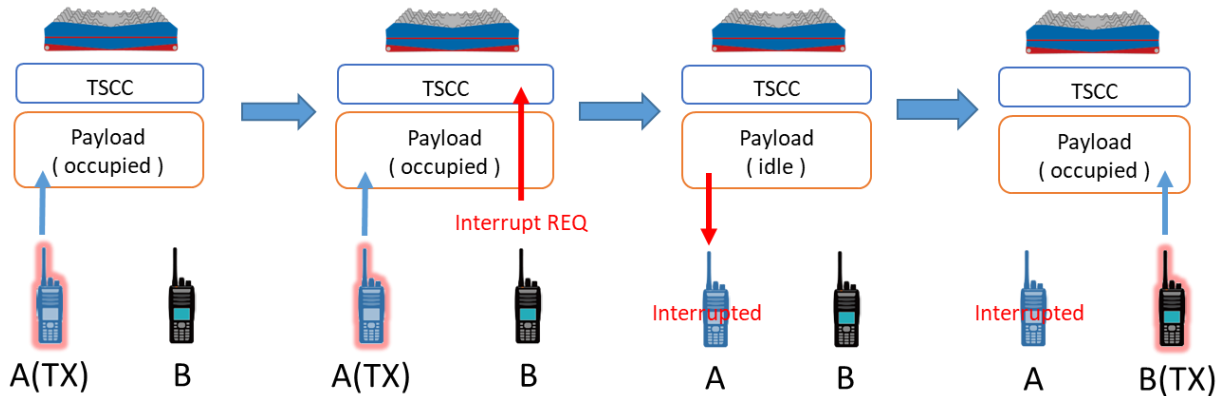 TSCC
Payload
( occupied )
A(TX)
B
TSCC
Payload
( occupied )
Interrupt REQ
A(TX)
B
TSCC
Payload
( idle )
Interrupted
A
B
TSCC
Payload
( occupied )
Interrupted
A
B(TX)